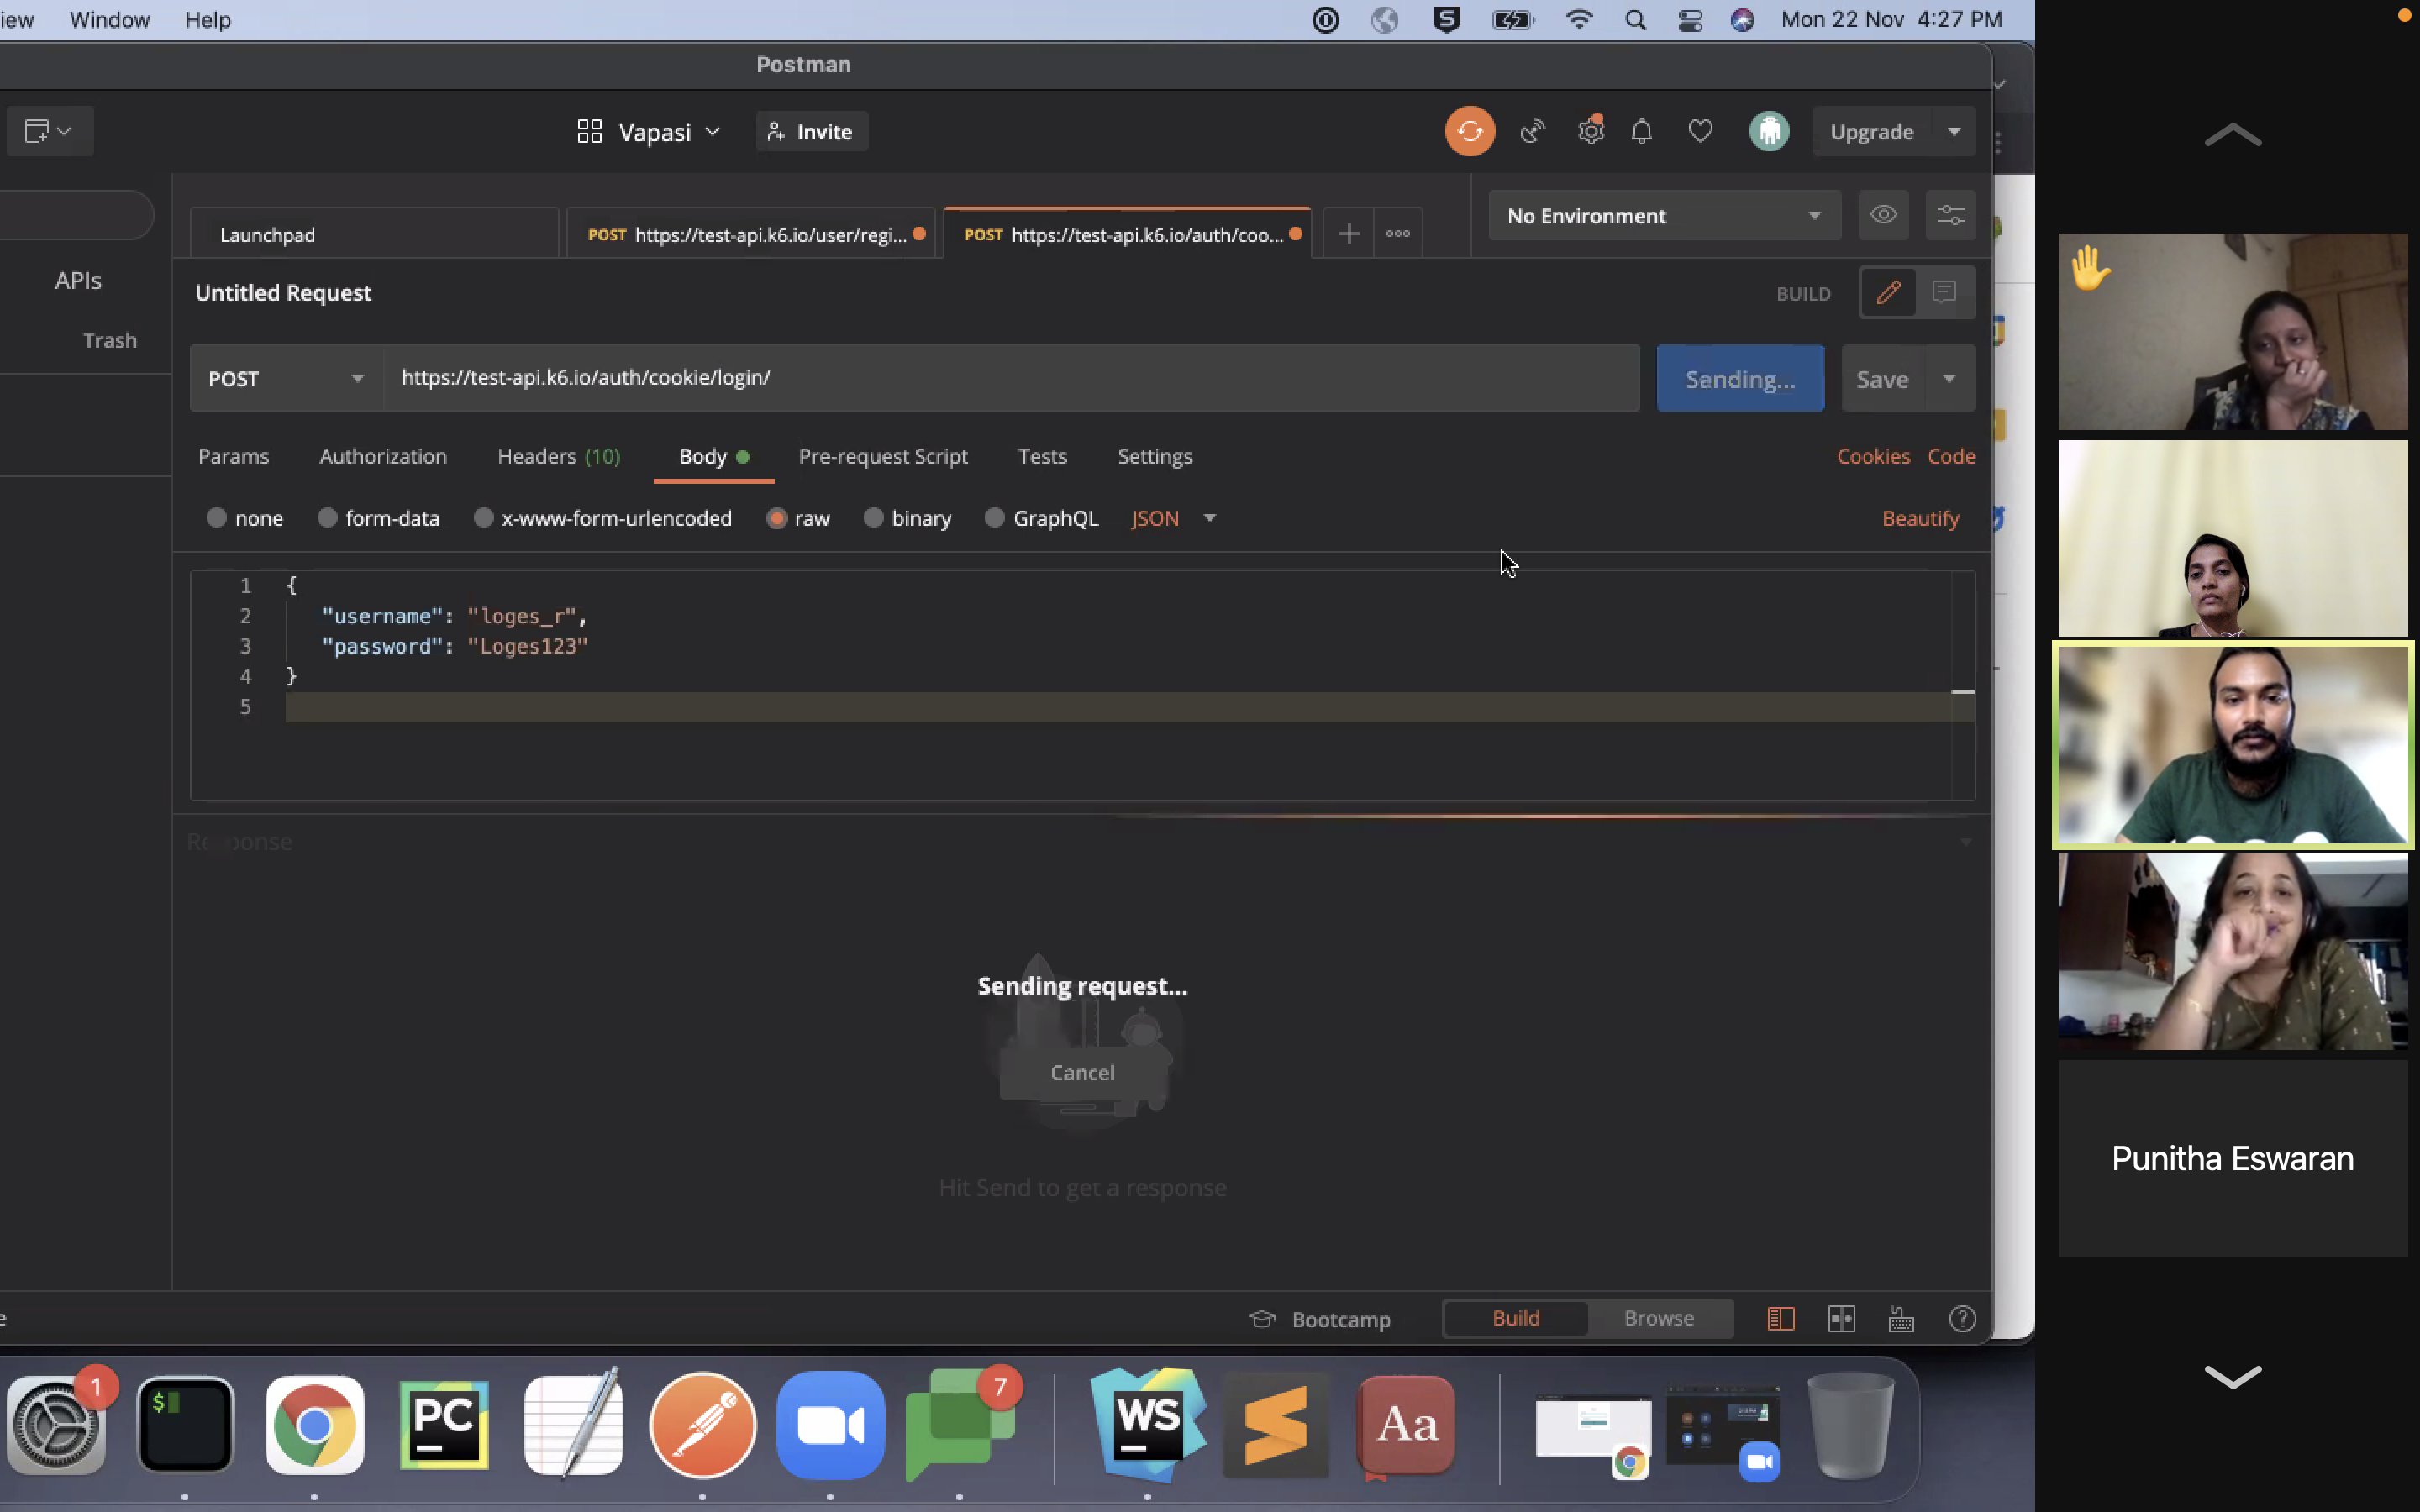 iew Window Help Mon 22 Nov 4:27 PM
Postman
Vapasi Invite Upgrade
Launchpad POST https://test-api.k6.io/user/regi... POST https://test-api.k6.io/auth/coo... No Environment
APIs
Untitled Request BUILD
Trash
POST https://test-api.k6.io/auth/cookie/login/ Sending... Save
Params Authorization Headers (10) Body Pre-request Script Tests Settings Cookies Code
none form-data x-www-form-urlencoded raw binary GraphQL JSON Beautify
1 {
2 "username": "loges_r",
3 "password": "Loges123"
4 }
5
Response
Sending request...
Cancel
Hit Send to get a response
Punitha Eswaran
e Bootcamp Build Browse
1 $ PC 7 WS Aa